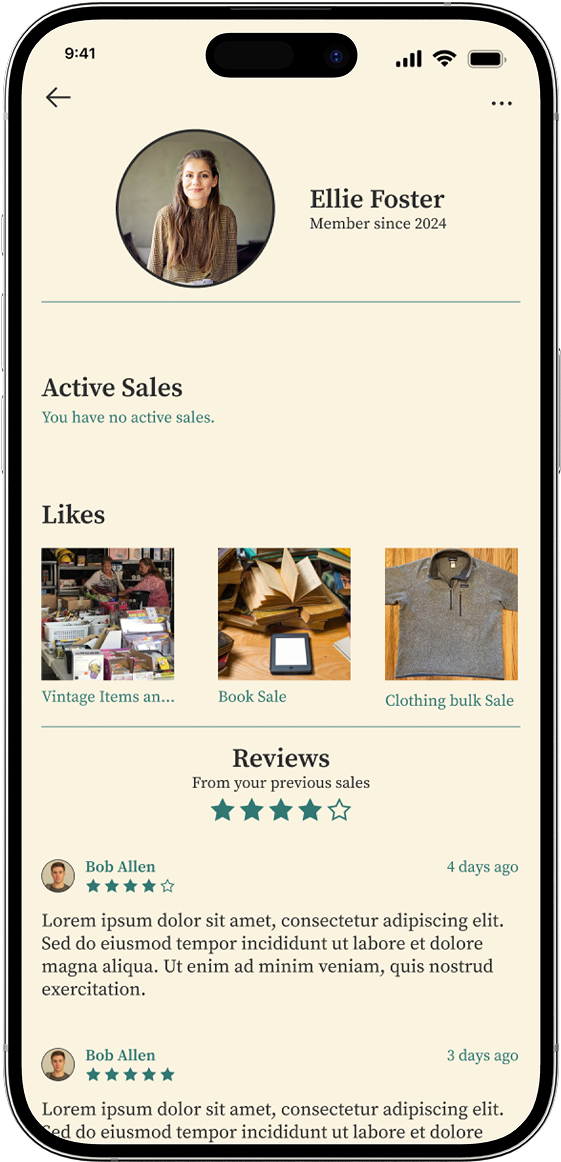 9:41
Ellie Foster
Member since 2024
Active Sales
You have no active sales.
Likes
Vintage Items an...
Book Sale
Clothing bulk Sale
Reviews
From your previous sales
Bob Allen
4 days ago
Lorem ipsum dolor sit amet, consectetur adipiscing elit.
Sed do eiusmod tempor incididunt ut labore et dolore
magna aliqua. Ut enim ad minim veniam, quis nostrud
exercitation.
Bob Allen
3 days ago
Lorem ipsum dolor sit amet, consectetur adipiscing elit.
Sed do eiusmod tempor incididunt ut labore et dolore